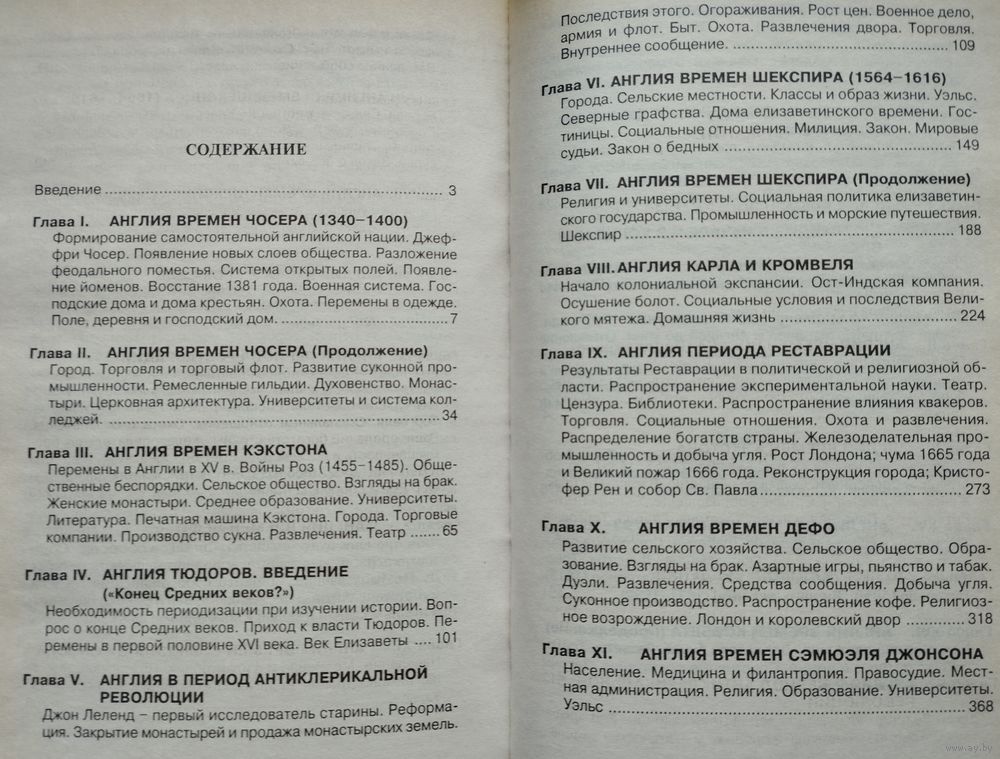 СОДЕРЖАНИЕ
Введение ................................................................ 3
Глава I. АНГЛИЯ ВРЕМЕН ЧОСЕРА (1340–1400)
Формирование самостоятельной английской нации. Джеф-
фри Чосер. Появление новых слоев общества. Разложение
феодального поместья. Система открытых полей. Появле-
ние йоменов. Восстание 1381 года. Военная система. Гос-
подские дома и дома крестьян. Охота. Перемены в одежде.
Поле, деревня и господский дом. ................................ 7
Глава II. АНГЛИЯ ВРЕМЕН ЧОСЕРА (Продолжение)
Город. Торговля и торговый флот. Развитие суконной про-
мышленности. Ремесленные гильдии. Духовенство. Монас-
тыри. Церковная архитектура. Университеты и система кол-
леджей. ................................................................ 34
Глава III. АНГЛИЯ ВРЕМЕН КЭКСТОНА
Перемены в Англии в XV в. Войны Роз (1455–1485). Обще-
ственные беспорядки. Сельское общество. Взгляды на брак.
Женские монастыри. Среднее образование. Университеты.
Литература. Печатная машина Кэкстона. Города. Торговые
компании. Производство сукна. Развлечения. Театр ....... 65
Глава IV. АНГЛИЯ ТЮДОРОВ. ВВЕДЕНИЕ
(«Конец Средних веков?»)
Необходимость периодизации при изучении истории. Воп-
рос о конце Средних веков. Приход к власти Тюдоров. Пе-
ремены в первой половине XVI века. Век Елизаветы .... 101
Глава V. АНГЛИЯ В ПЕРИОД АНТИКЛЕРИКАЛЬНОЙ
РЕВОЛЮЦИИ
Джон Леленд – первый исследователь старины. Реформа-
ция. Закрытие монастырей и продажа монастырских земель.
Последствия этого. Огораживания. Рост цен. Военное дело,
армия и флот. Быт. Охота. Развлечения двора. Торговля.
Внутреннее сообщение. ........................................ 109
Глава VI. АНГЛИЯ ВРЕМЕН ШЕКСПИРА (1564–1616)
Города. Сельские местности. Классы и образ жизни. Уэльс.
Северные графства. Дома елизаветинского времени. Гос-
тиницы. Социальные отношения. Милиция. Закон. Мировые
судьи. Закон о бедных ........................................ 149
Глава VII. АНГЛИЯ ВРЕМЕН ШЕКСПИРА (Продолжение)
Религия и университеты. Социальная политика елизаветин-
ского государства. Промышленность и морские путешествия.
Шекспир ................................................................ 188
Глава VIII. АНГЛИЯ КАРЛА И КРОМВЕЛЯ
Начало колониальной экспансии. Ост-Индская компания.
Осушение болот. Социальные условия и последствия Вели-
кого мятежа. Домашняя жизнь ................................ 224
Глава IX. АНГЛИЯ ПЕРИОДА РЕСТАВРАЦИИ
Результаты Реставрации в политической и религиозной об-
ласти. Распространение экспериментальной науки. Театр.
Цензура. Библиотеки. Распространение влияния квакеров.
Торговля. Социальные отношения. Охота и развлечения.
Распределение богатств страны. Железоделательная про-
мышленность и добыча угля. Рост Лондона; чума 1665 года
и Великий пожар 1666 года. Реконструкция города; Кристо-
фер Рен и собор Св. Павла .................................... 273
Глава X. АНГЛИЯ ВРЕМЕН ДЕФО
Развитие сельского хозяйства. Сельское общество. Обра-
зование. Взгляды на брак. Азартные игры, пьянство и табак.
Дуэли. Развлечения. Средства сообщения. Добыча угля.
Суконное производство. Распространение кофе. Религиоз-
ное возрождение. Лондон и королевский двор ............ 318
Глава XI. АНГЛИЯ ВРЕМЕН СЭМЮЭЛЯ ДЖОНСОНА
Население. Медицина и филантропия. Правосудие. Мест-
ная администрация. Религия. Образование. Университеты.
Уэльс ................................................................ 368
www.ay.by